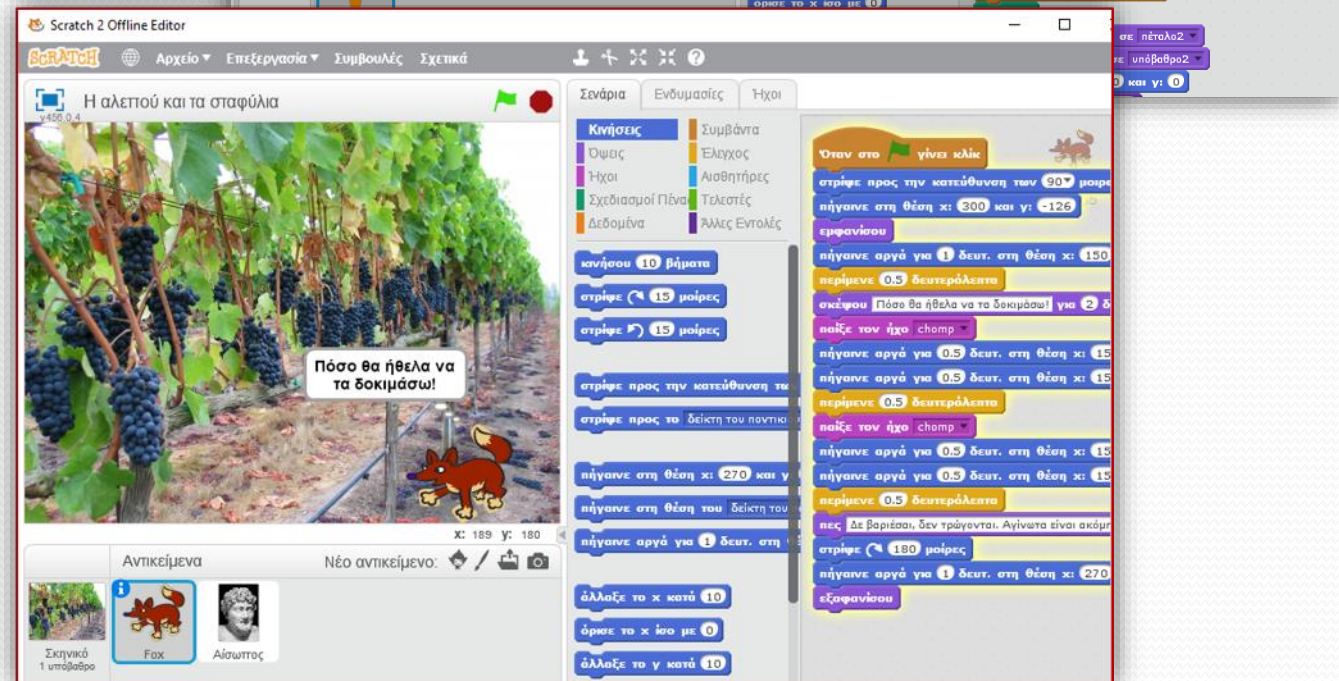 όρισε το x ίσο με 0
σε πέταλο2
σε υπόβαθρο2
0 και y: 0
Scratch 2 Offline Editor
SCRATCH Αρχείο Επεξεργασία Συμβουλές Σχετικά
Η αλεπού και τα σταφύλια
v456.0.4
Πόσο θα ήθελα να
τα δοκιμάσω!
x: 189 y: 180
Αντικείμενα Νέο αντικείμενο:
Σκηνικό
1 υπόβαθρο
Fox
Αίσωπος
Σενάρια Ενδυμασίες Ήχοι
Κινήσεις Συμβάντα
Όψεις Έλεγχος
Ήχοι Αισθητήρες
Σχεδιασμοί Πένας Τελεστές
Δεδομένα Άλλες Εντολές
κινήσου 10 βήματα
στρίψε 15 μοίρες
στρίψε 15 μοίρες
στρίψε προς την κατεύθυνση
στρίψε προς το δείκτη του
πήγαινε στη θέση x: 270 και y
πήγαινε στη θέση του δείκτη του
πήγαινε αργά για 1 δευτ. στη
άλλαξε το x κατά 10
όρισε το x ίσο με 0
άλλαξε το y κατά 10
Όταν στο γίνει κλίκ
στρίψε προς την κατεύθυνση των 90
πήγαινε στη θέση x: 300 και y: -126
εμφανίσου
πήγαινε αργά για 1 δευτ. στη θέση x: 150
περίμενε 0.5 δευτερόλεπτα
σκέψου Πόσο θα ήθελα να τα δοκιμάσω! για 2
παίξε τον ήχο chomp
πήγαινε αργά για 0.5 δευτ. στη θέση x: 15
πήγαινε αργά για 0.5 δευτ. στη θέση x: 15
περίμενε 0.5 δευτερόλεπτα
παίξε τον ήχο chomp
πήγαινε αργά για 0.5 δευτ. στη θέση x: 15
πήγαινε αργά για 0.5 δευτ. στη θέση x: 15
περίμενε 0.5 δευτερόλεπτα
πες Δε βαριέσαι, δεν τρώγονται. Αγίνωτα είναι
στρίψε 180 μοίρες
πήγαινε αργά για 1 δευτ. στη θέση x: 270
εξαφανίσου